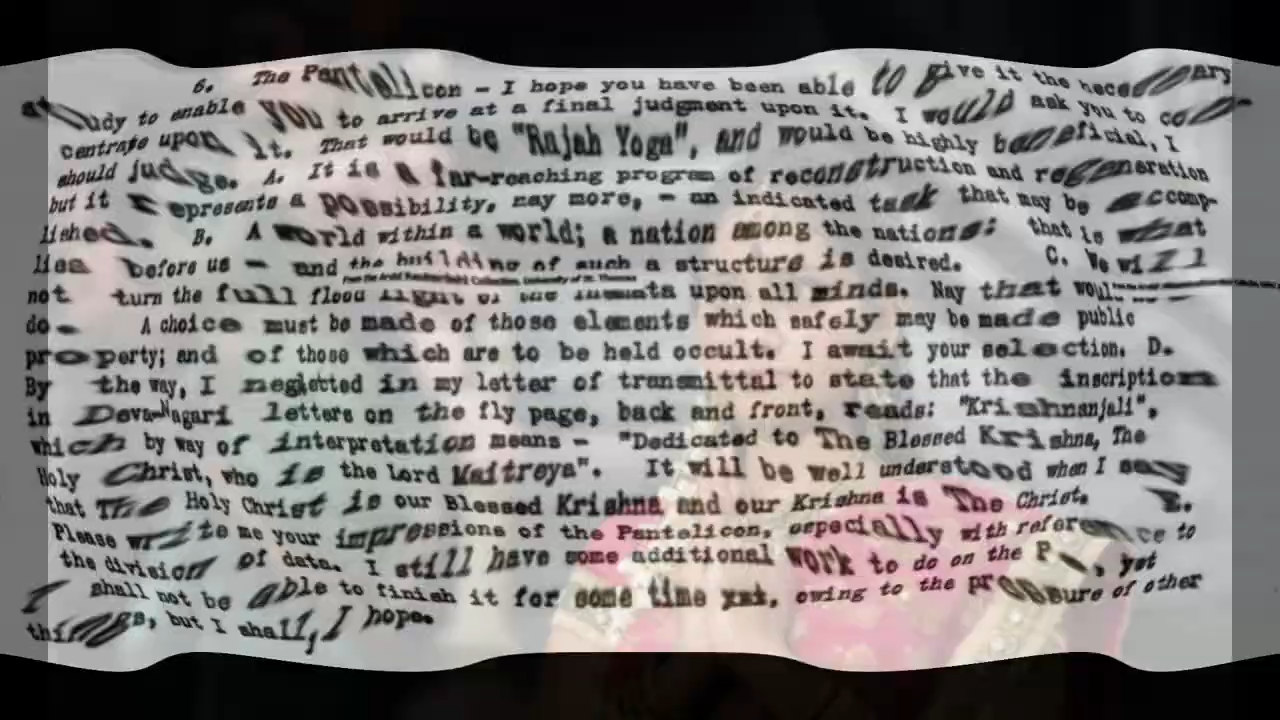 6. The Pantelicon - I hope you have been able to give it the necessary
study to enable you to arrive at a final judgment upon it. I would ask you to con-
centrate upon it. That would be "Rajah Yoga", and would be highly beneficial, I
should judge. A. It is a far-reaching program of reconstruction and regeneration
but it represents a possibility, nay more, - an indicated task that may be accomp-
lished. B. A world within a world; a nation among the nations: that is what
lies before us - and the building of such a structure is desired. C. We will
From the Arnold Krumm-Heller Collection, University of St. Thomas
not turn the full flood light of the upon all minds. Nay that would
do - A choice must be made of those elements which safely may be made public
property; and of those which are to be held occult. I await your selection. D.
By the way, I neglected in my letter of transmittal to state that the inscription
in Deva-Nagari letters on the fly page, back and front, reads: "Krishnanjali",
which by way of interpretation means - "Dedicated to The Blessed Krishna, The
Holy Christ, who is the Lord Maitreya". It will be well understood when I say
that The Holy Christ is our Blessed Krishna and our Krishna is The Christ. E.
Please write me your impressions of the Pantelicon, especially with reference to
the division of data. I still have some additional work to do on the P , yet
I shall not be able to finish it for some time yet, owing to the pressure of other
things, but I shall, I hope.